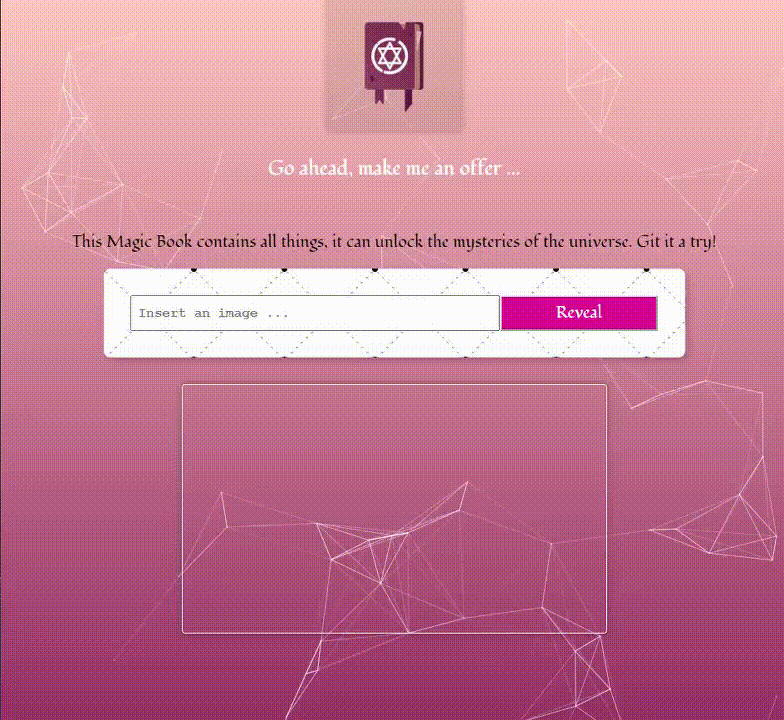 Go ahead, make me an offer ...
This Magic Book contains all things, it can unlock the mysteries of the universe. Git it a try!
Insert an image ...
Reveal